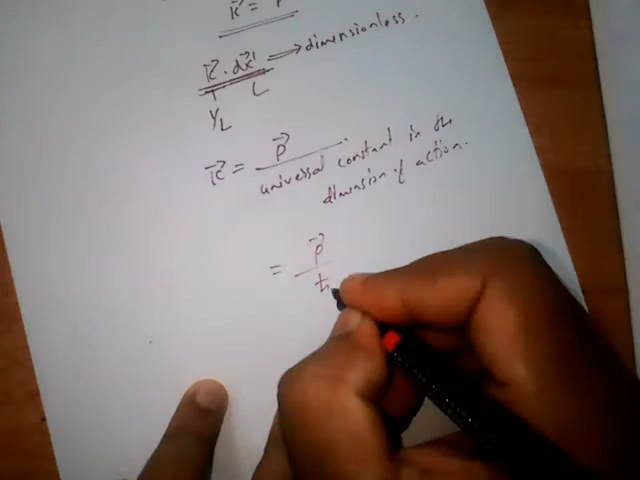 k⃗ = P
k⃗ · dx⃗ ⟹ dimensionless.
1/L L
k⃗ = p⃗ / universal constant in the
dimension of action.
= p⃗ / ħ